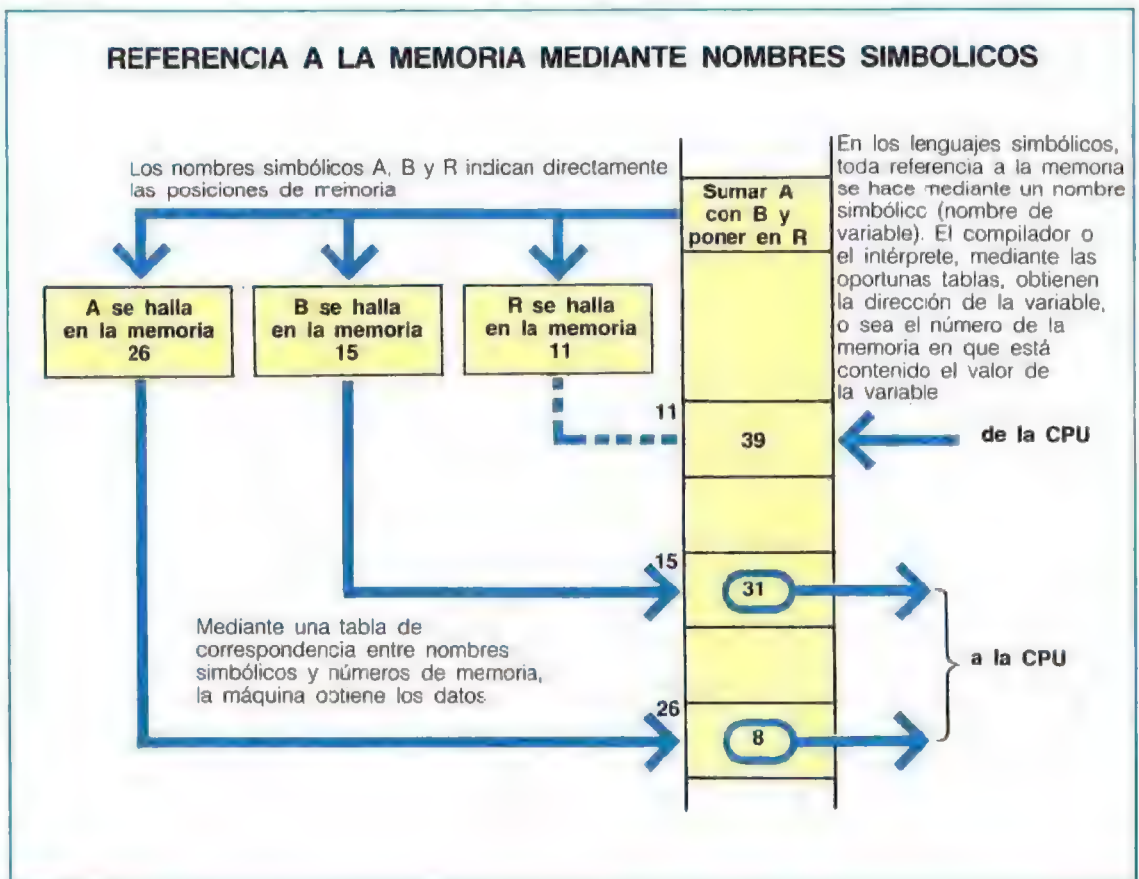 REFERENCIA A LA MEMORIA MEDIANTE NOMBRES SIMBOLICOS
Los nombres simbólicos A, B y R indican directamente
las posiciones de memoria
Sumar A
con B y
poner en R
En los lenguajes simbólicos,
toda referencia a la memoria
se hace mediante un nombre
simbólico (nombre de
variable). El compilador o
el intérprete, mediante las
oportunas tablas, obtienen
la dirección de la variable,
o sea el número de la
memoria en que está
contenido el valor de
la variable
A se halla
en la memoria
26
B se halla
en la memoria
15
R se halla
en la memoria
11
11
39
de la CPU
15
31
Mediante una tabla de
correspondencia entre nombres
simbólicos y números de memoria,
la máquina obtiene los datos
a la CPU
26
8